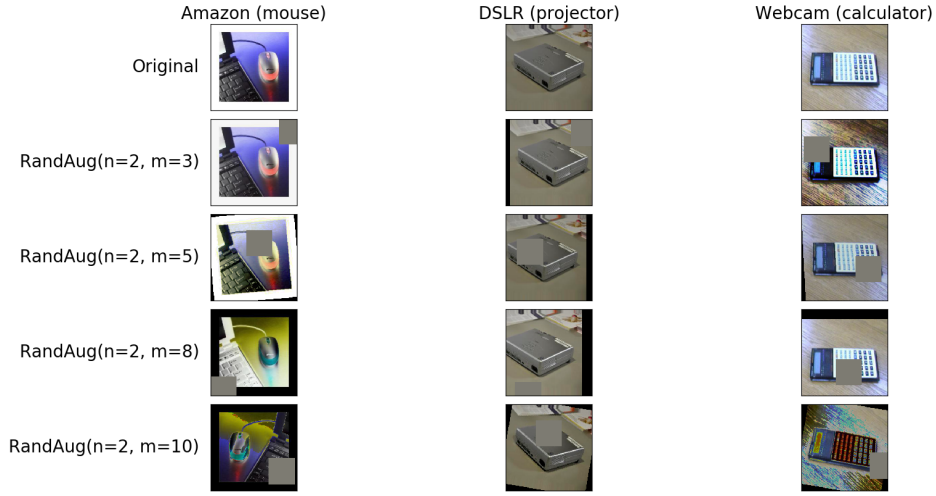 Amazon (mouse) DSLR (projector) Webcam (calculator)
Original
RandAug(n=2, m=3)
RandAug(n=2, m=5)
RandAug(n=2, m=8)
RandAug(n=2, m=10)